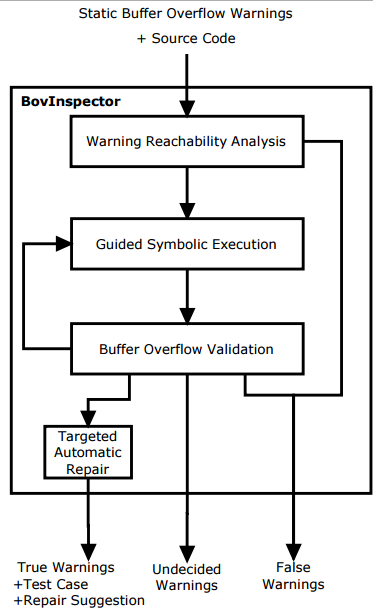 Static Buffer Overflow Warnings
+ Source Code
BovInspector
Warning Reachability Analysis
Guided Symbolic Execution
Buffer Overflow Validation
Targeted
Automatic
Repair
True Warnings
+Test Case
+Repair Suggestion
Undecided
Warnings
False
Warnings